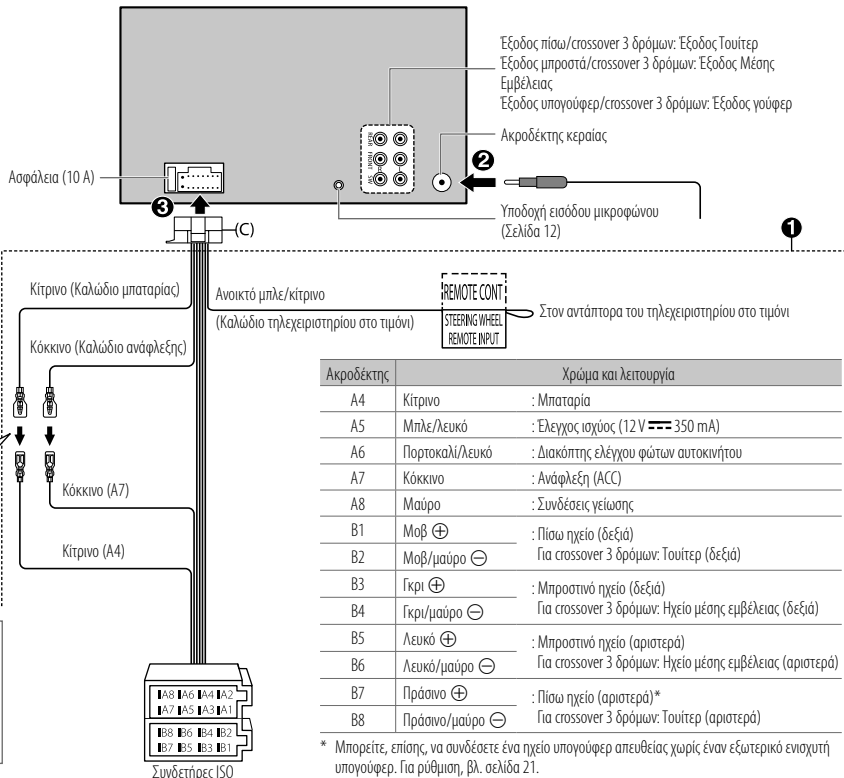 Έξοδος πίσω/crossover 3 δρόμων: Έξοδος Τουίτερ
Έξοδος μπροστά/crossover 3 δρόμων: Έξοδος Μέσης
Εμβέλειας
Έξοδος υπογούφερ/crossover 3 δρόμων: Έξοδος γούφερ
REAR FRONT SW
Ακροδέκτης κεραίας
2
Ασφάλεια (10 A)
3
Υποδοχή εισόδου μικροφώνου
(Σελίδα 12)
(C)
1
Κίτρινο (Καλώδιο μπαταρίας)
Ανοικτό μπλε/κίτρινο
(Καλώδιο τηλεχειριστηρίου στο τιμόνι)
REMOTE CONT
STEERING WHEEL
REMOTE INPUT
Στον αντάπτορα του τηλεχειριστηρίου στο τιμόνι
Κόκκινο (Καλώδιο ανάφλεξης)
Κόκκινο (A7)
Κίτρινο (A4)
Ακροδέκτης Χρώμα και λειτουργία
A4 Κίτρινο : Μπαταρία
A5 Μπλε/λευκό : Έλεγχος ισχύος (12 V ⎓ 350 mA)
A6 Πορτοκαλί/λευκό : Διακόπτης ελέγχου φώτων αυτοκινήτου
A7 Κόκκινο : Ανάφλεξη (ACC)
A8 Μαύρο : Συνδέσεις γείωσης
B1 Μοβ ⊕ : Πίσω ηχείο (δεξιά)
B2 Μοβ/μαύρο ⊖ Για crossover 3 δρόμων: Τουίτερ (δεξιά)
B3 Γκρι ⊕ : Μπροστινό ηχείο (δεξιά)
B4 Γκρι/μαύρο ⊖ Για crossover 3 δρόμων: Ηχείο μέσης εμβέλειας (δεξιά)
B5 Λευκό ⊕ : Μπροστινό ηχείο (αριστερά)
B6 Λευκό/μαύρο ⊖ Για crossover 3 δρόμων: Ηχείο μέσης εμβέλειας (αριστερά)
B7 Πράσινο ⊕ : Πίσω ηχείο (αριστερά)*
B8 Πράσινο/μαύρο ⊖ Για crossover 3 δρόμων: Τουίτερ (αριστερά)
* Μπορείτε, επίσης, να συνδέσετε ένα ηχείο υπογούφερ απευθείας χωρίς έναν εξωτερικό ενισχυτή
υπογούφερ. Για ρύθμιση, βλ. σελίδα 21.
A8 A6 A4 A2
A7 A5 A3 A1
B8 B6 B4 B2
B7 B5 B3 B1
Συνδετήρες ISO